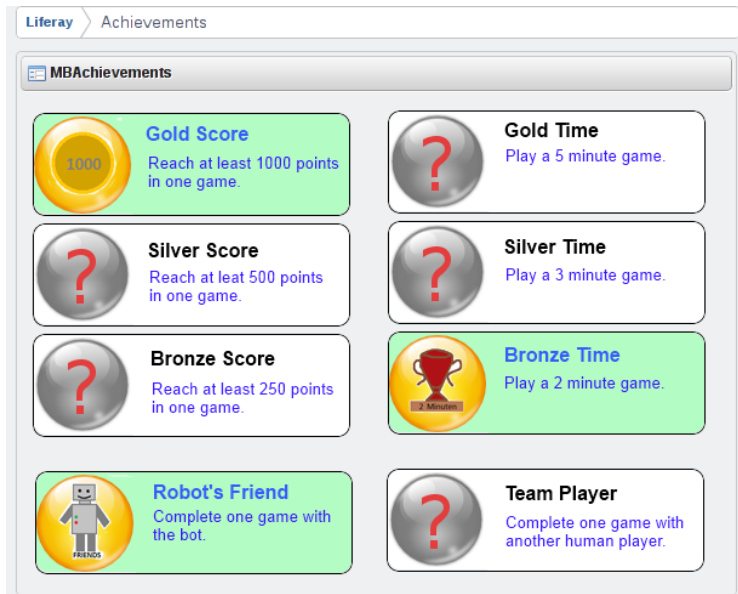 Liferay Achievements
MBAchievements
1000
Gold Score
Reach at least 1000 points
in one game.
?
Gold Time
Play a 5 minute game.
?
Silver Score
Reach at leat 500 points
in one game.
?
Silver Time
Play a 3 minute game.
?
Bronze Score
Reach at least 250 points
in one game.
2 Minuten
Bronze Time
Play a 2 minute game.
FRIENDS
Robot's Friend
Complete one game with
the bot.
?
Team Player
Complete one game with
another human player.